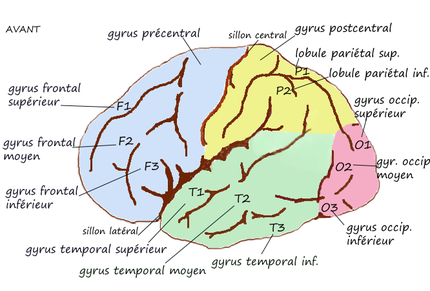 AVANT
gyrus précentral
sillon central
gyrus postcentral
lobule pariétal sup.
P1
lobule pariétal inf.
P2
gyrus frontal
supérieur
F1
gyrus occip.
supérieur
gyrus frontal
moyen
F2
O1
F3
O2
gyr. occip
moyen
gyrus frontal
inférieur
T1
T2
O3
sillon latéral
T3
gyrus occip.
inférieur
gyrus temporal supérieur
gyrus temporal inf.
gyrus temporal moyen